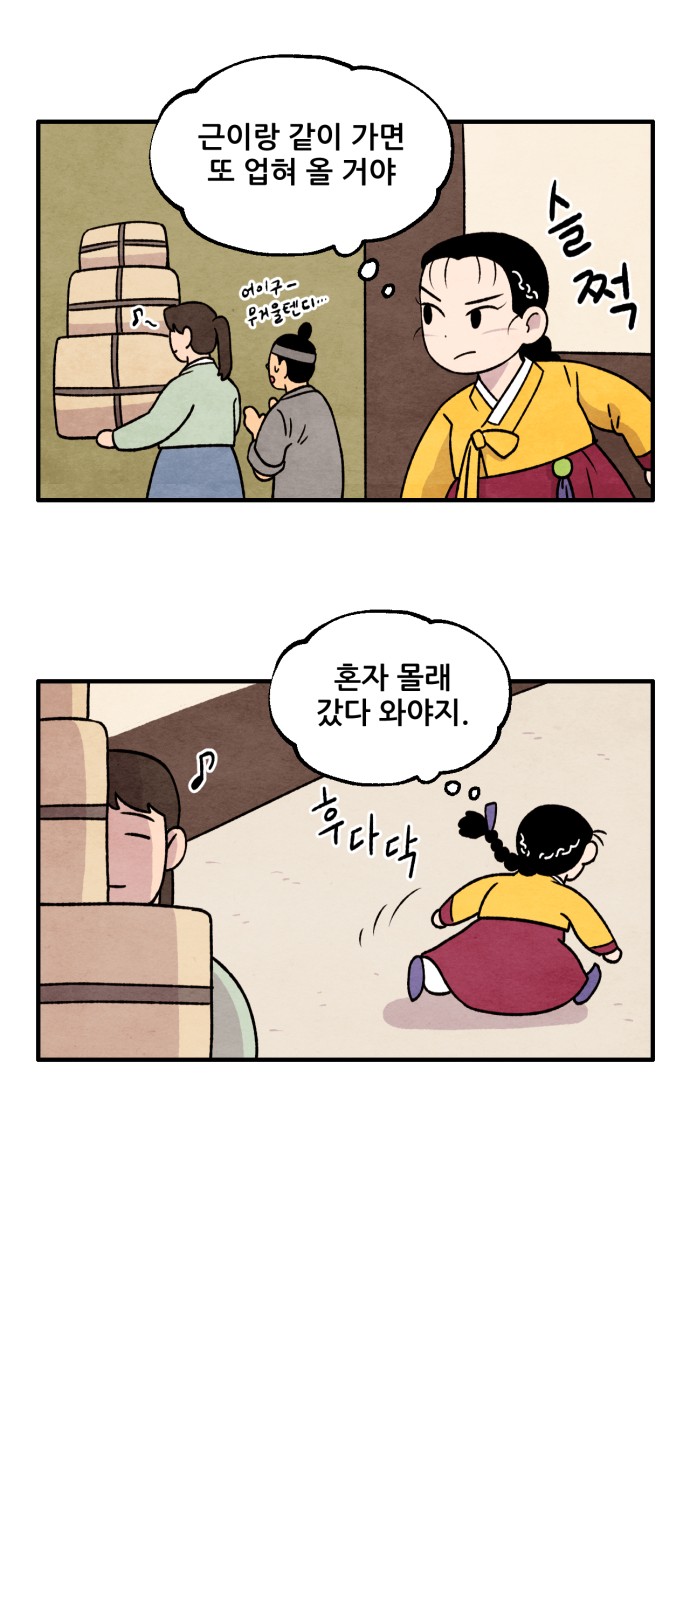 근이랑 같이 가면
또 업혀 올 거야
슬
쩍
어이구~
무거울텐디...
혼자 몰래
갔다 와야지.
후다닥